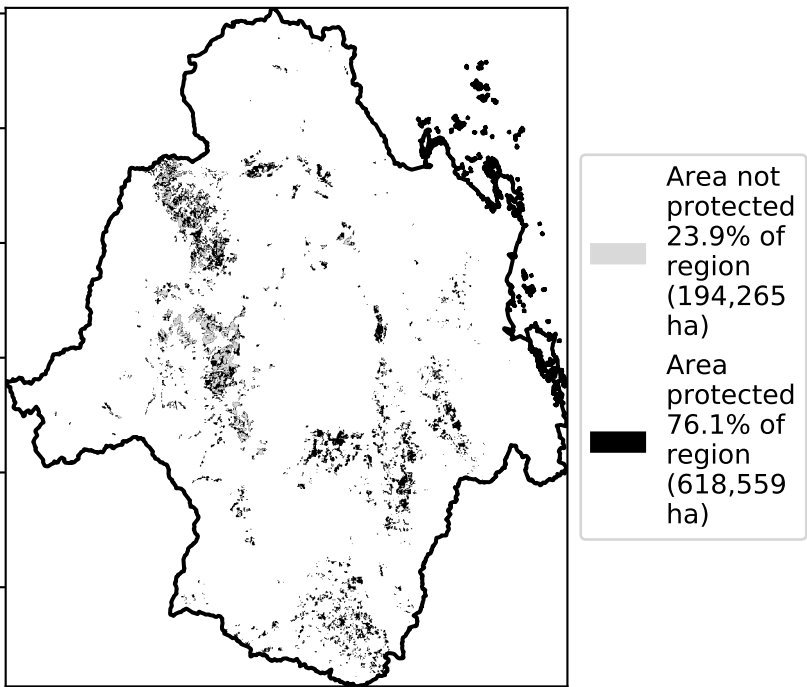 Area not
protected
23.9% of
region
(194,265
ha)
Area
protected
76.1% of
region
(618,559
ha)